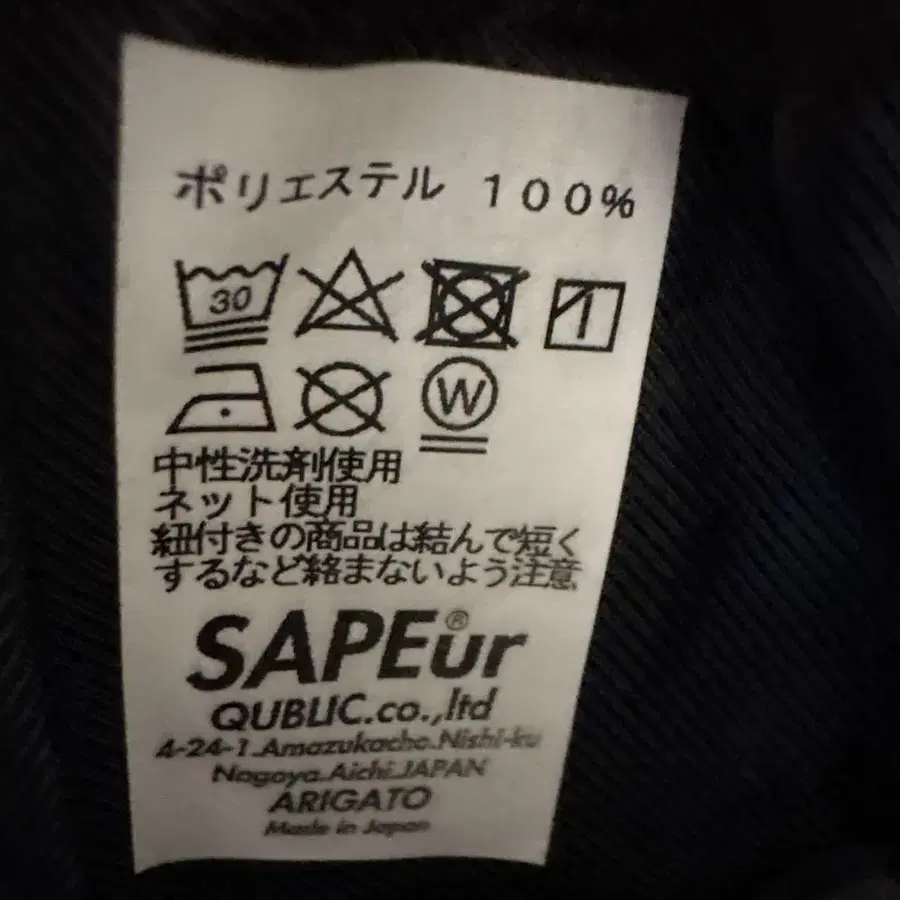 ポリエステル 100%
30
W
中性洗剤使用
ネット使用
紐付きの商品は結んで短く
するなど絡まないよう注意
SAPEur®
QUBLIC.co.,ltd
4-24-1.Amazukacho.Nishi-ku
Nagoya.Aichi.JAPAN
ARIGATO
Made in Japan